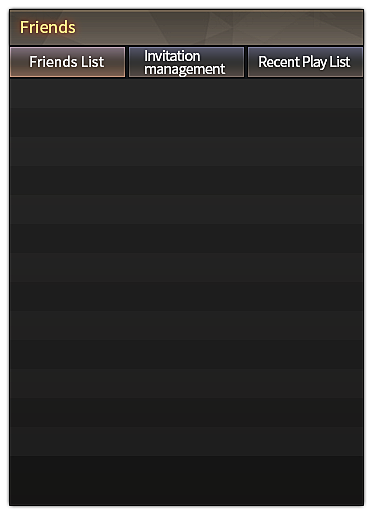 Friends
Friends List
Invitation
management
Recent Play List